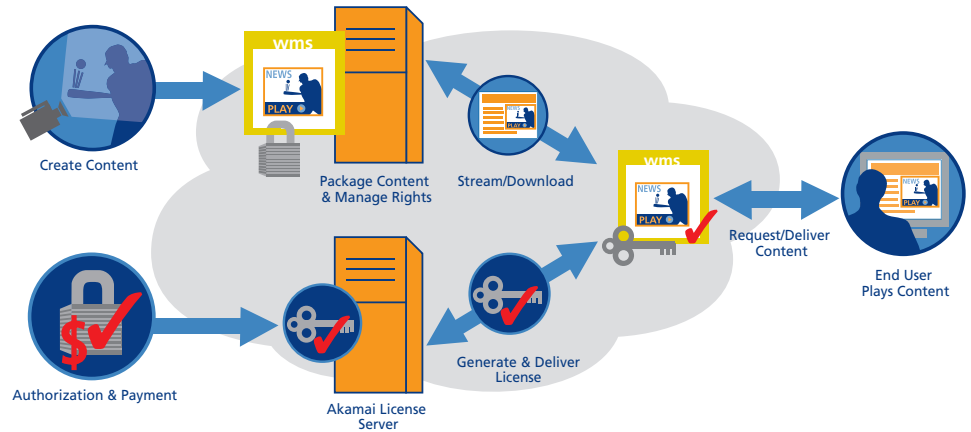 wms
NEWS
PLAY
Create Content
Package Content
& Manage Rights
PLAY
Stream/Download
wms
NEWS
PLAY
NEWS
PLAY
Request/Deliver
Content
End User
Plays Content
$
Authorization & Payment
Akamai License
Server
Generate & Deliver
License